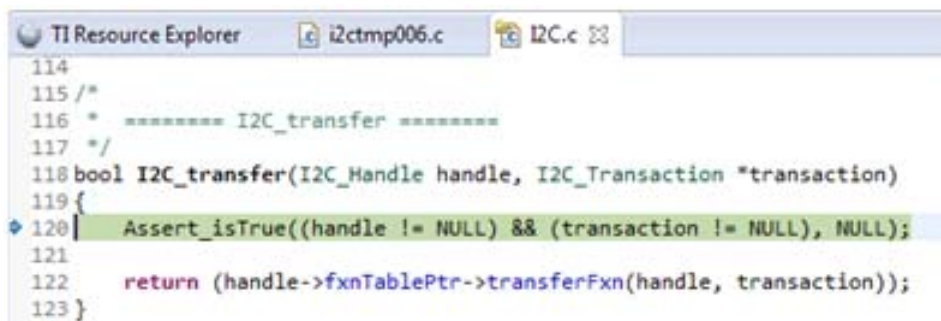 TI Resource Explorer i2ctmp006.c I2C.c
114
115 /*
116  *  ======== I2C_transfer ========
117  */
118 bool I2C_transfer(I2C_Handle handle, I2C_Transaction *transaction)
119 {
120     Assert_isTrue((handle != NULL) && (transaction != NULL), NULL);
121
122     return (handle->fxnTablePtr->transferFxn(handle, transaction));
123 }